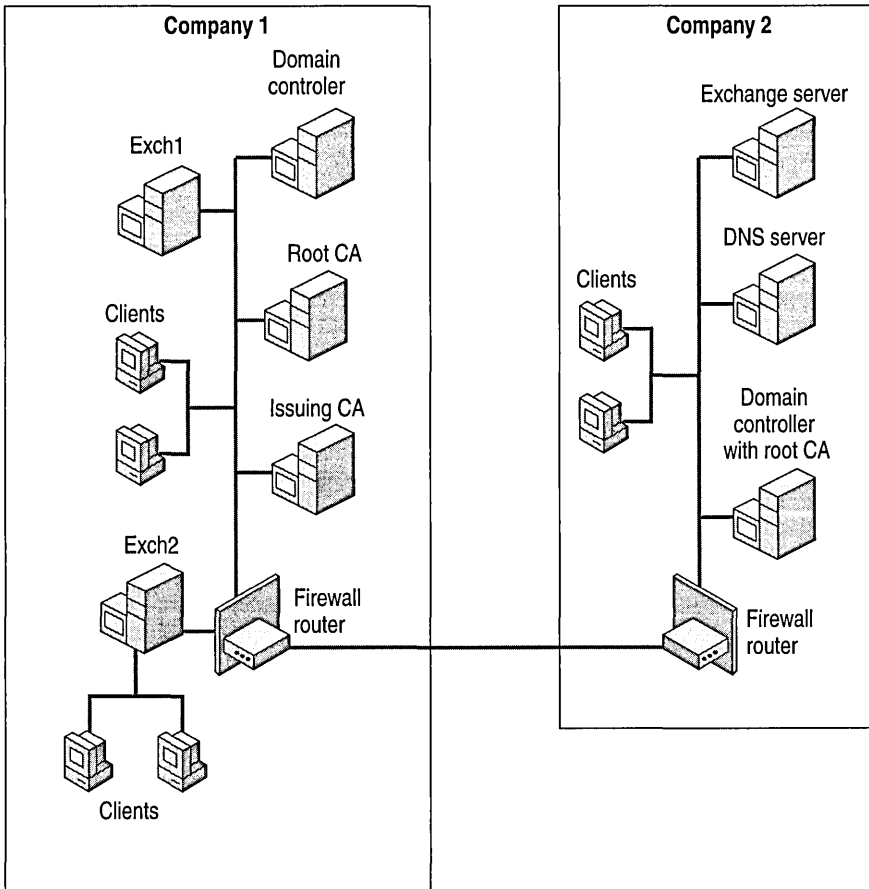 Company 1
Domain
controler
Exch1
Root CA
Clients
Issuing CA
Exch2
Firewall
router
Clients
Company 2
Exchange server
DNS server
Clients
Domain
controller
with root CA
Firewall
router